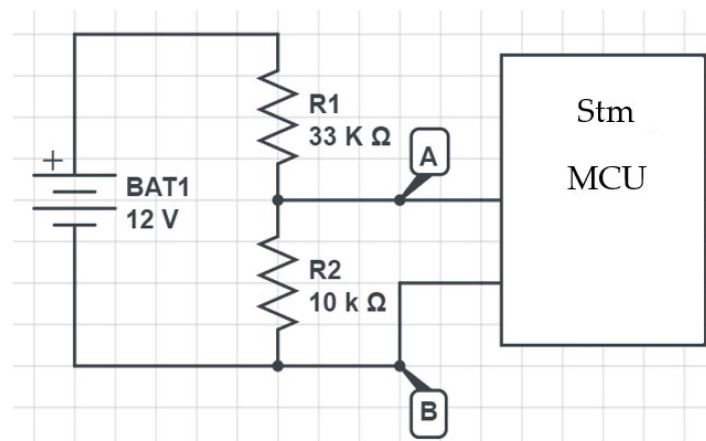 R1
33 K Ω
Stm
MCU
A
+
BAT1
12 V
R2
10 k Ω
B